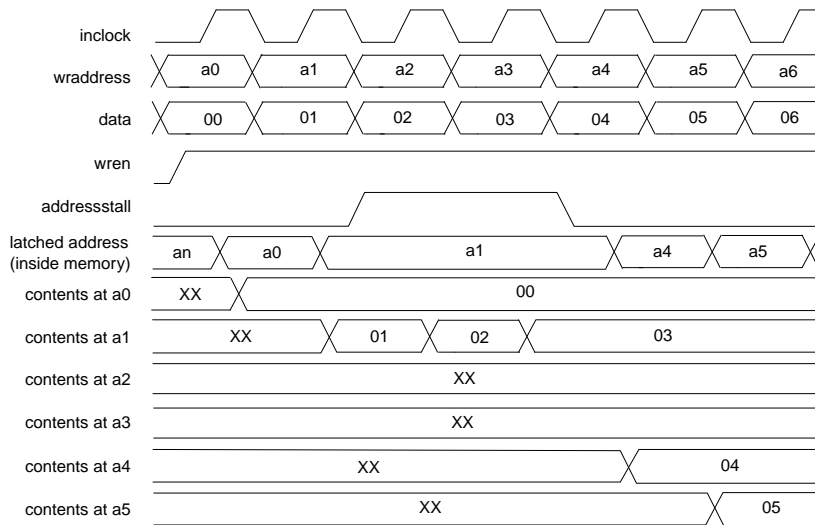 inclock
wraddress a0 a1 a2 a3 a4 a5 a6
data 00 01 02 03 04 05 06
wren
addressstall
latched address
(inside memory) an a0 a1 a4 a5
contents at a0 XX 00
contents at a1 XX 01 02 03
contents at a2 XX
contents at a3 XX
contents at a4 XX 04
contents at a5 XX 05